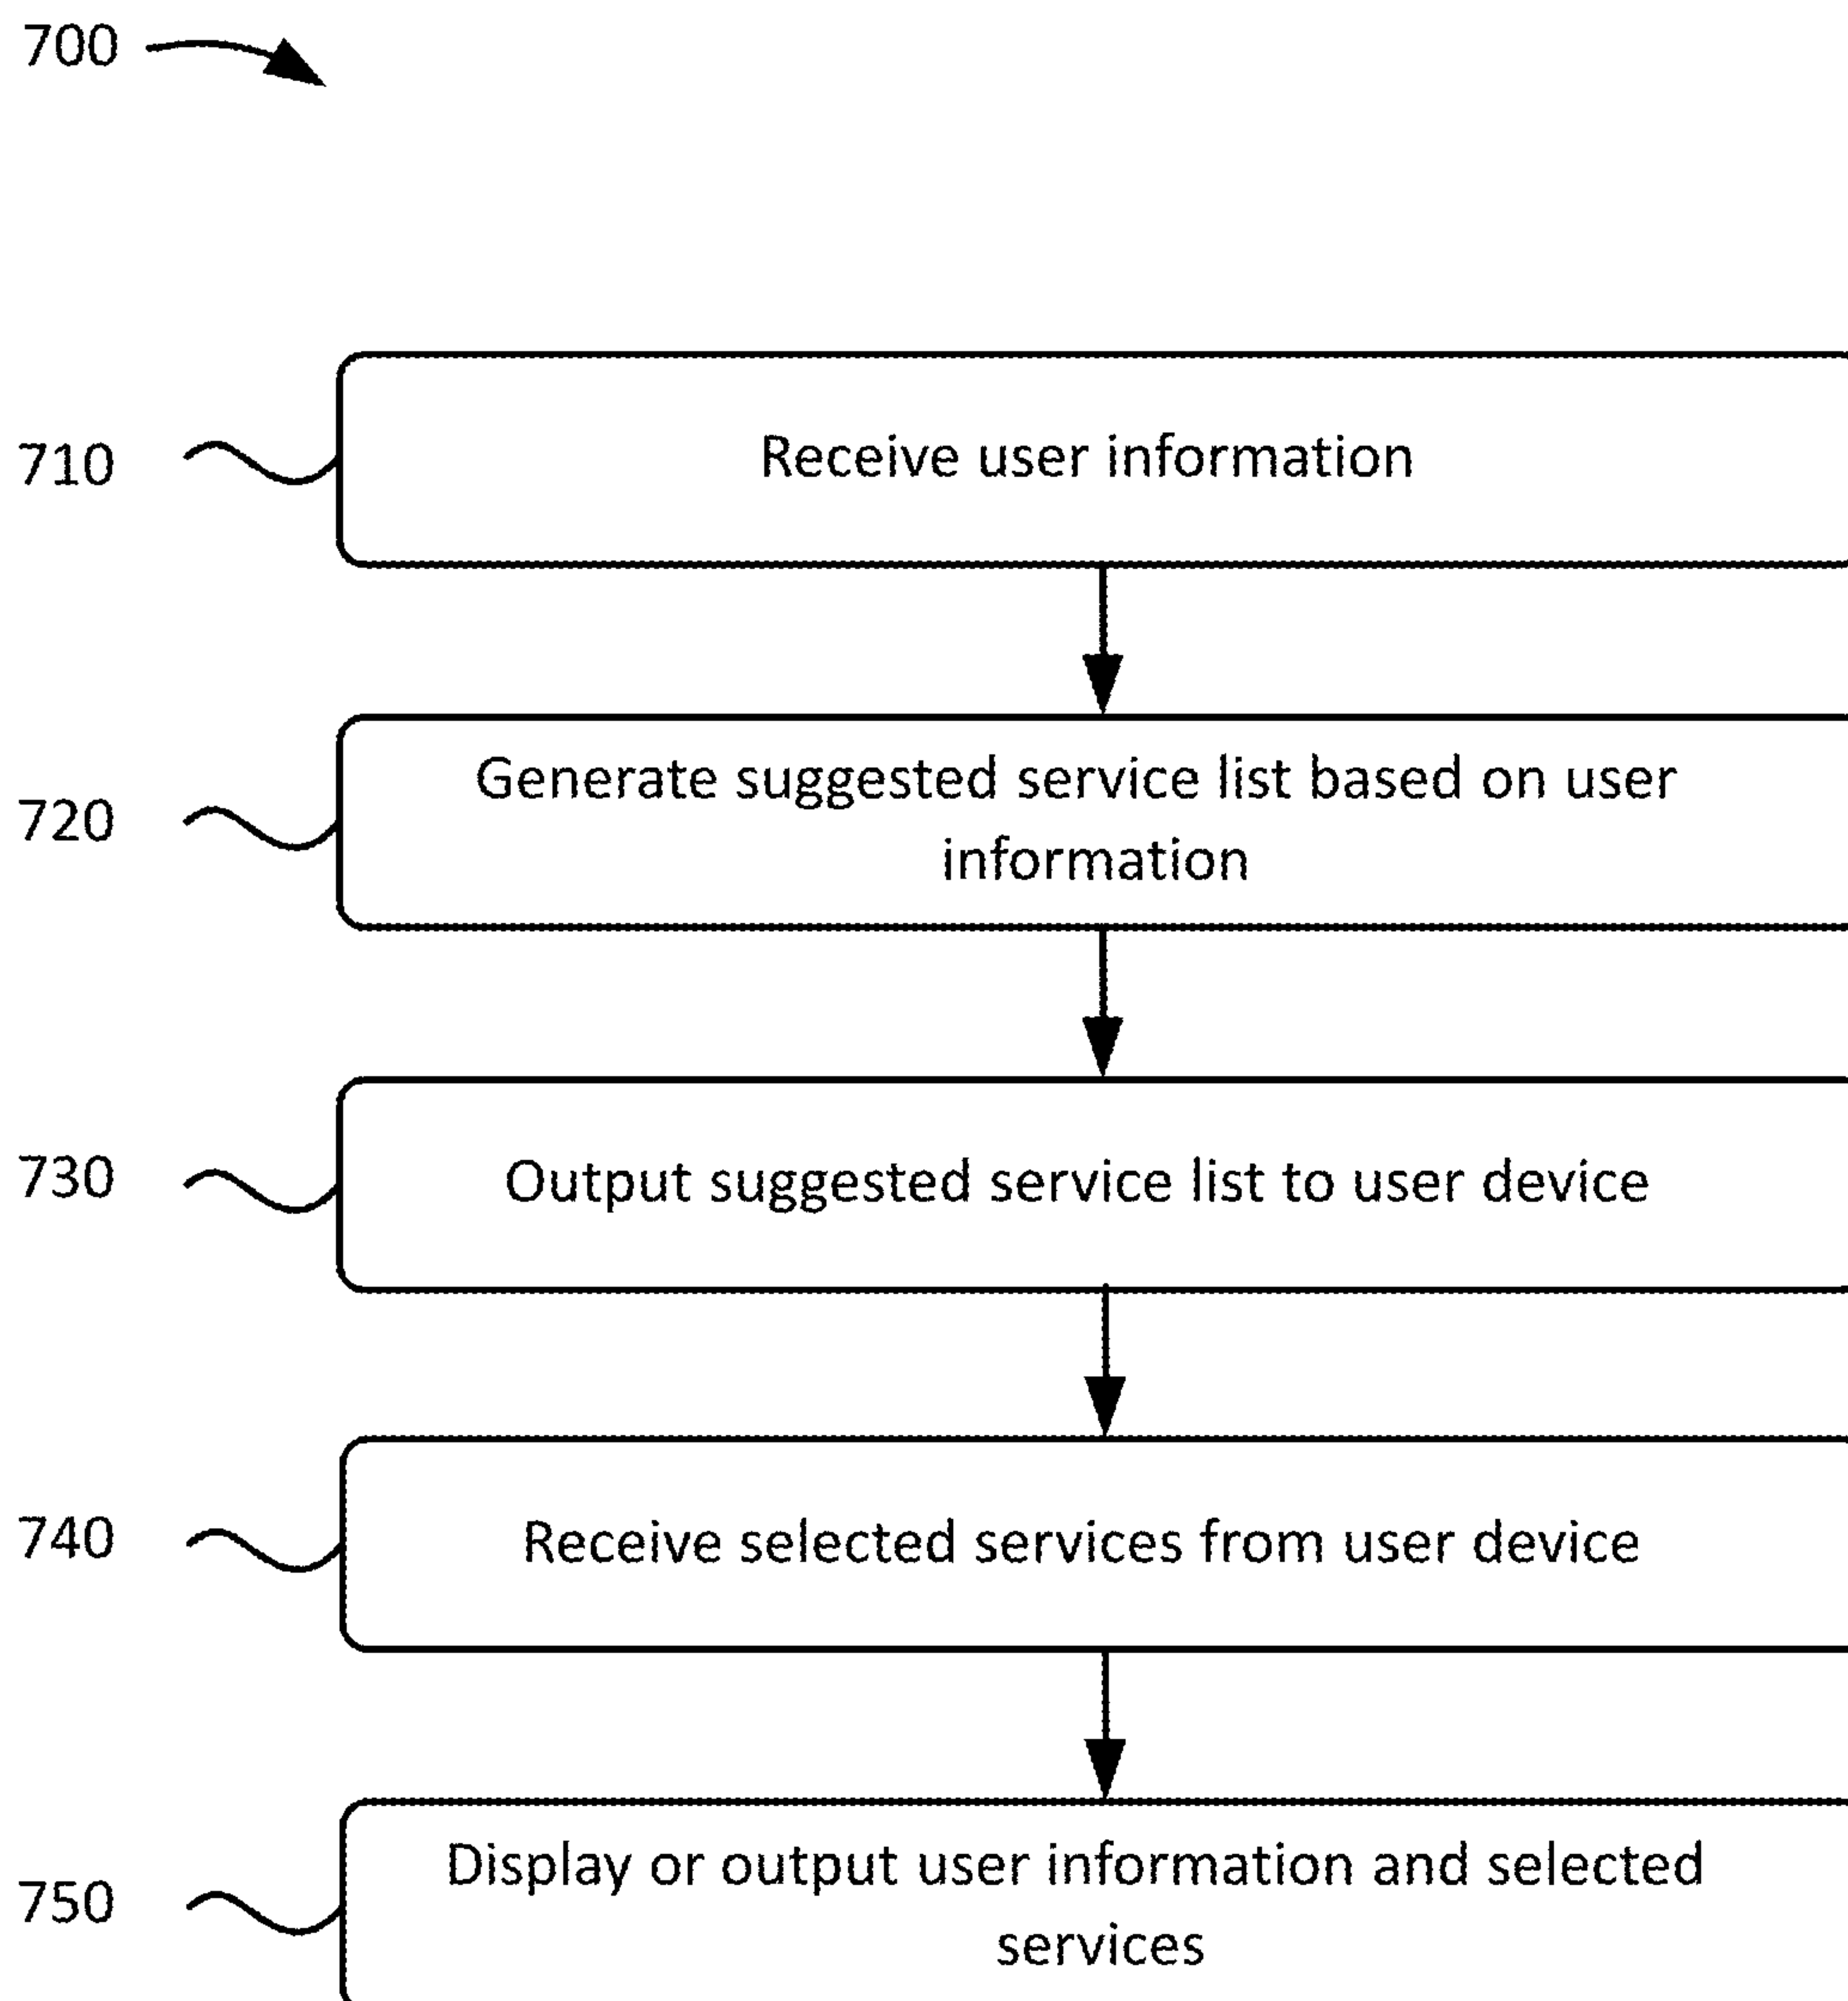 700
710
Receive user information
720
Generate suggested service list based on user
information
730
Output suggested service list to user device
740
Receive selected services from user device
750
Display or output user information and selected
services